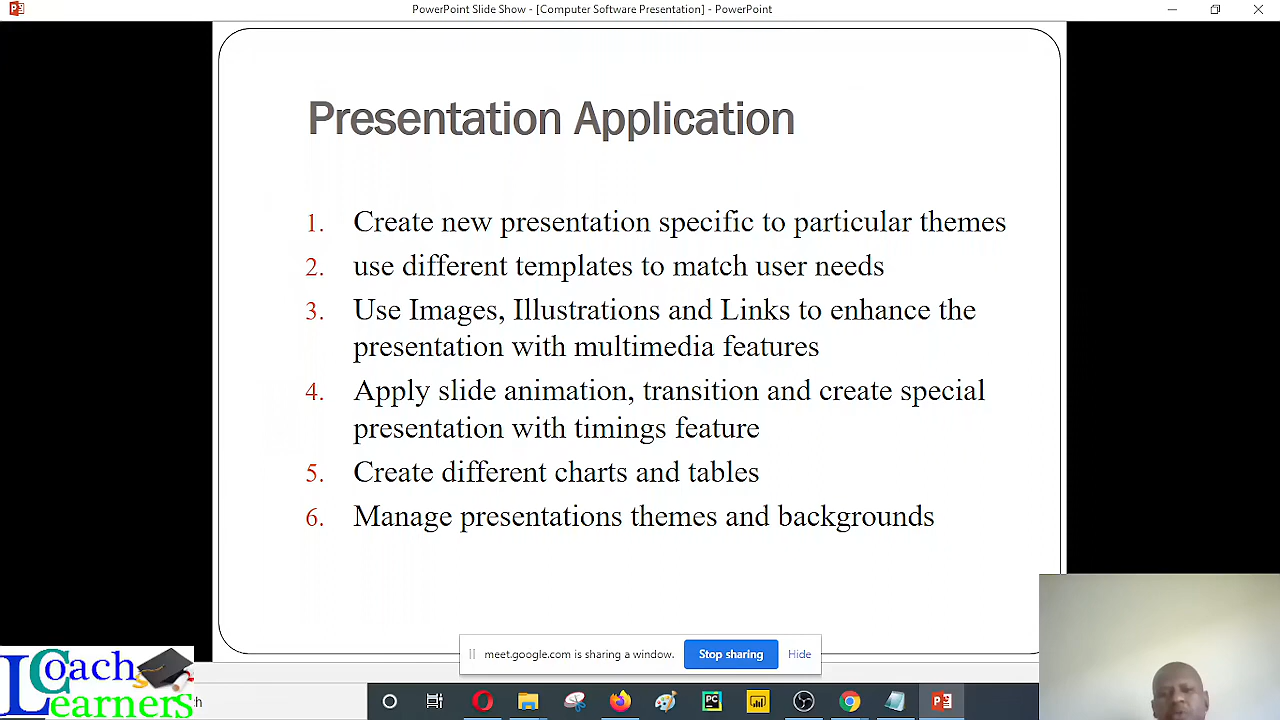 PowerPoint Slide Show - [Computer Software Presentation] - PowerPoint
Presentation Application
1. Create new presentation specific to particular themes
2. use different templates to match user needs
3. Use Images, Illustrations and Links to enhance the
presentation with multimedia features
4. Apply slide animation, transition and create special
presentation with timings feature
5. Create different charts and tables
6. Manage presentations themes and backgrounds
meet.google.com is sharing a window. Stop sharing Hide
Coach
Learners
PC